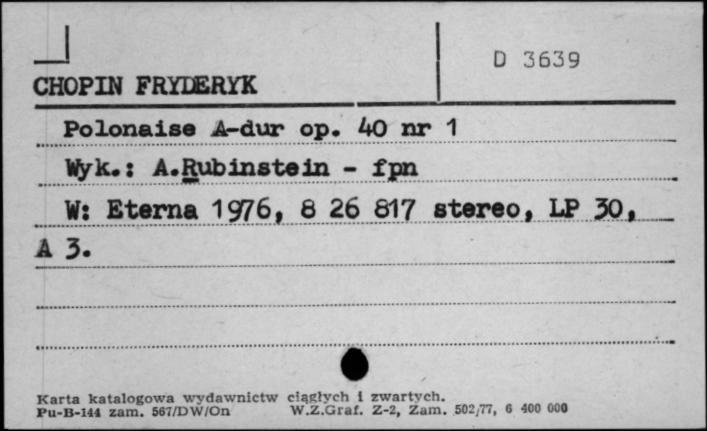 D 3639
CHOPIN FRYDERYK
Polonaise A-dur op. 40 nr 1
Wyk.: A.Rubinstein - fpn
W: Eterna 1976, 8 26 817 stereo, LP 30,
A 3.
Karta katalogowa wydawnictw ciągłych i zwartych.
Pu-B-144 zam. 567/DW/On W.Z.Graf. Z-2, Zam. 502/77, 6 400 000